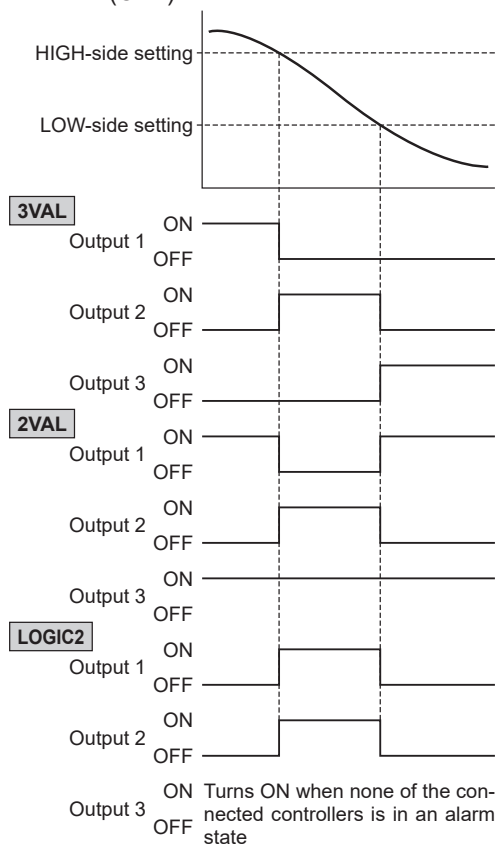 HIGH-side setting
LOW-side setting
3VAL
ON
Output 1
OFF
ON
Output 2
OFF
ON
Output 3
OFF
2VAL
ON
Output 1
OFF
ON
Output 2
OFF
ON
Output 3
OFF
LOGIC2
ON
Output 1
OFF
ON
Output 2
OFF
ON
Output 3
OFF
Turns ON when none of the con-
nected controllers is in an alarm
state